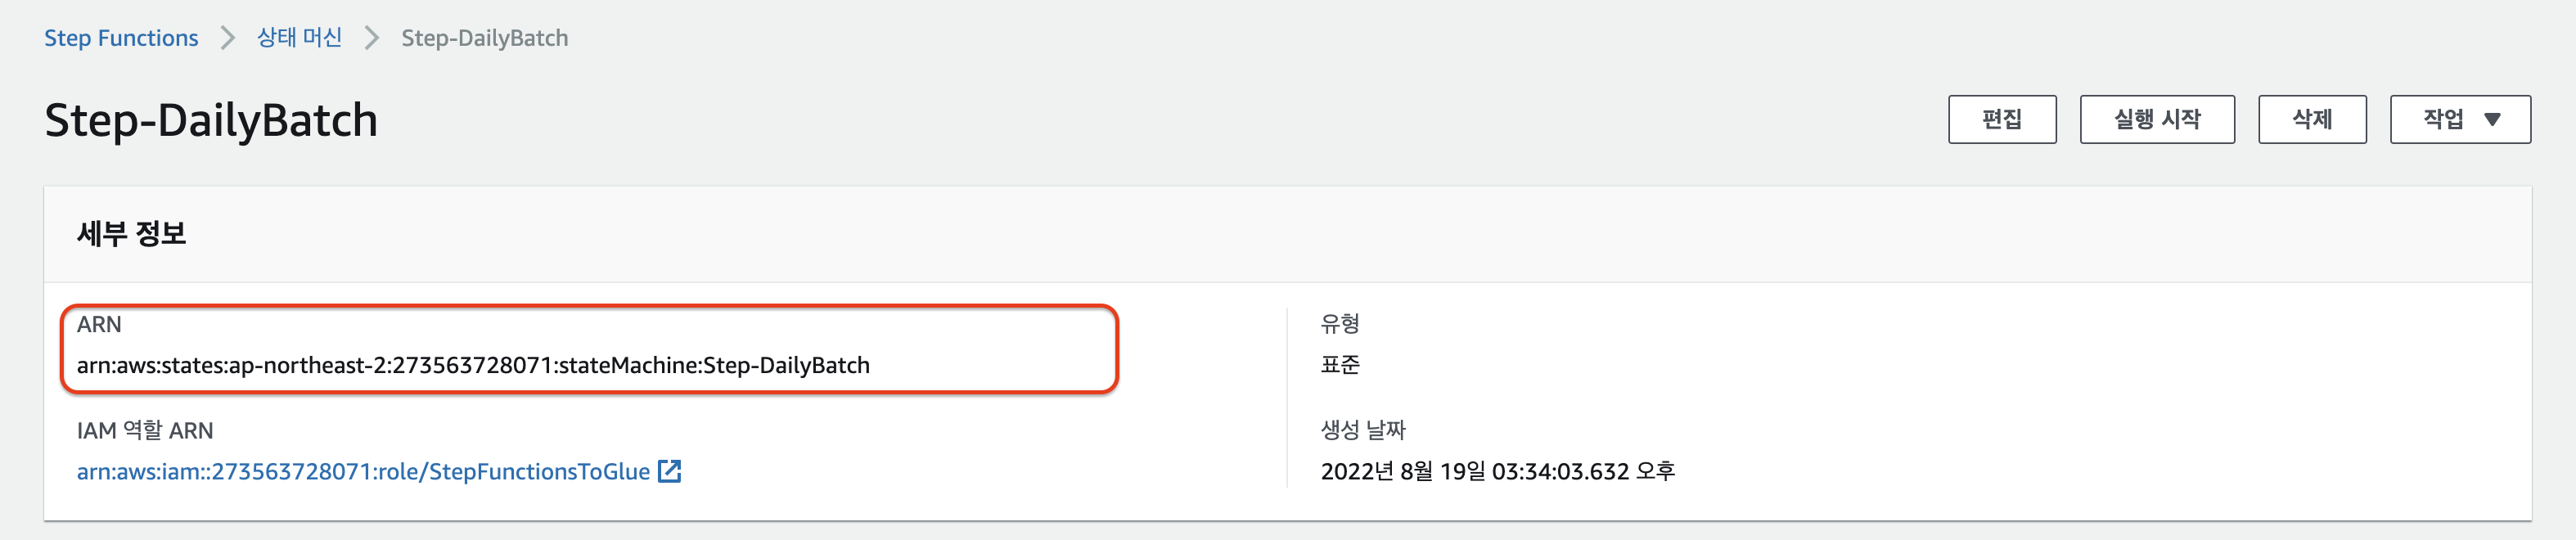 Step Functions > 상태 머신 > Step-DailyBatch
Step-DailyBatch
편집 실행 시작 삭제 작업 ▼
세부 정보
ARN
arn:aws:states:ap-northeast-2:273563728071:stateMachine:Step-DailyBatch
IAM 역할 ARN
arn:aws:iam::273563728071:role/StepFunctionsToGlue
유형
표준
생성 날짜
2022년 8월 19일 03:34:03.632 오후